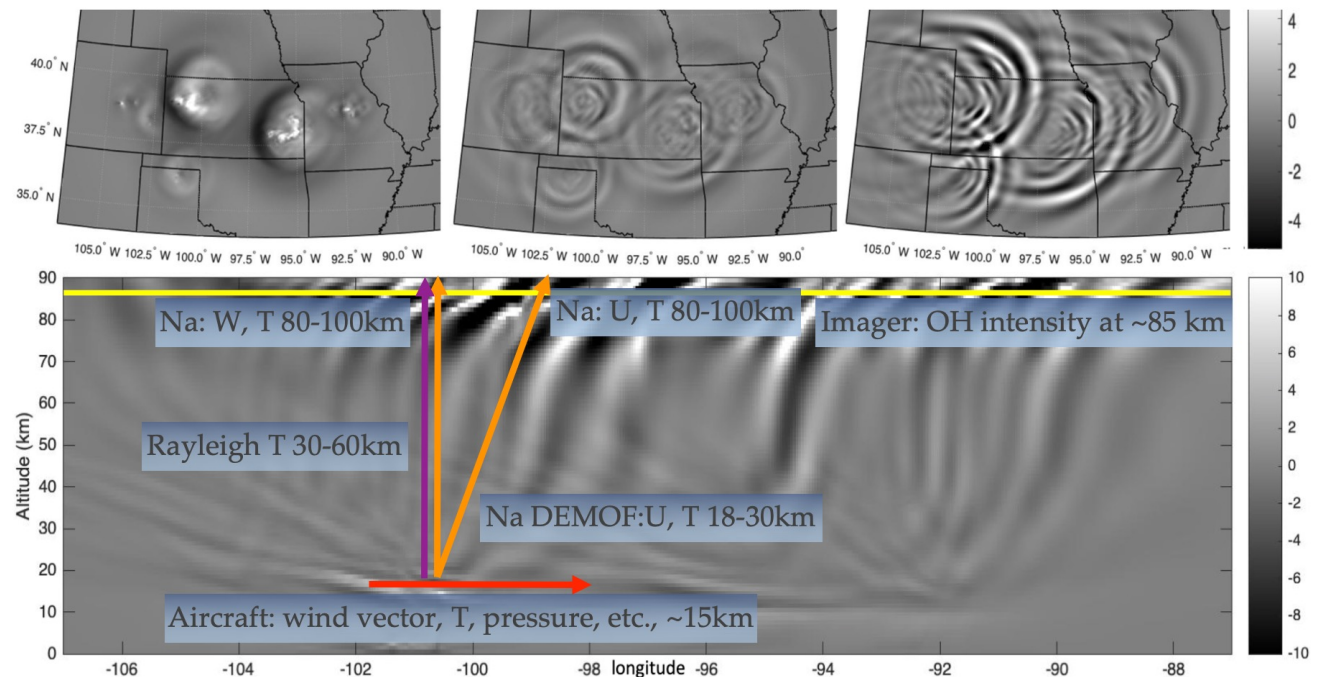 40.0° N
37.5° N
35.0° N
105.0° W 102.5° W 100.0° W 97.5° W 95.0° W 92.5° W 90.0° W
105.0° W 102.5° W 100.0° W 97.5° W 95.0° W 92.5° W 90.0° W
105.0° W 102.5° W 100.0° W 97.5° W 95.0° W 92.5° W 90.0° W
4
2
0
-2
-4
90
80
70
60
50
40
30
20
10
0
Altitude (km)
Na: W, T 80-100km
Na: U, T 80-100km
Imager: OH intensity at ~85 km
Rayleigh T 30-60km
Na DEMOF:U, T 18-30km
Aircraft: wind vector, T, pressure, etc., ~15km
-106 -104 -102 -100 -98 longitude -96 -94 -92 -90 -88
10
8
6
4
2
0
-2
-4
-6
-8
-10